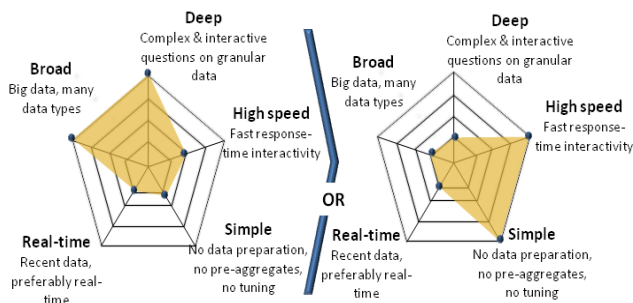 Deep
Complex & interactive
questions on granular
data
Broad
Big data, many
data types
High speed
Fast response-
time interactivity
Real-time
Recent data,
preferably real-
time
Simple
No data preparation,
no pre-aggregates,
no tuning
OR
Deep
Complex & interactive
questions on granular
data
Broad
Big data, many
data types
High speed
Fast response-
time interactivity
Real-time
Recent data,
preferably real-
time
Simple
No data preparation,
no pre-aggregates,
no tuning